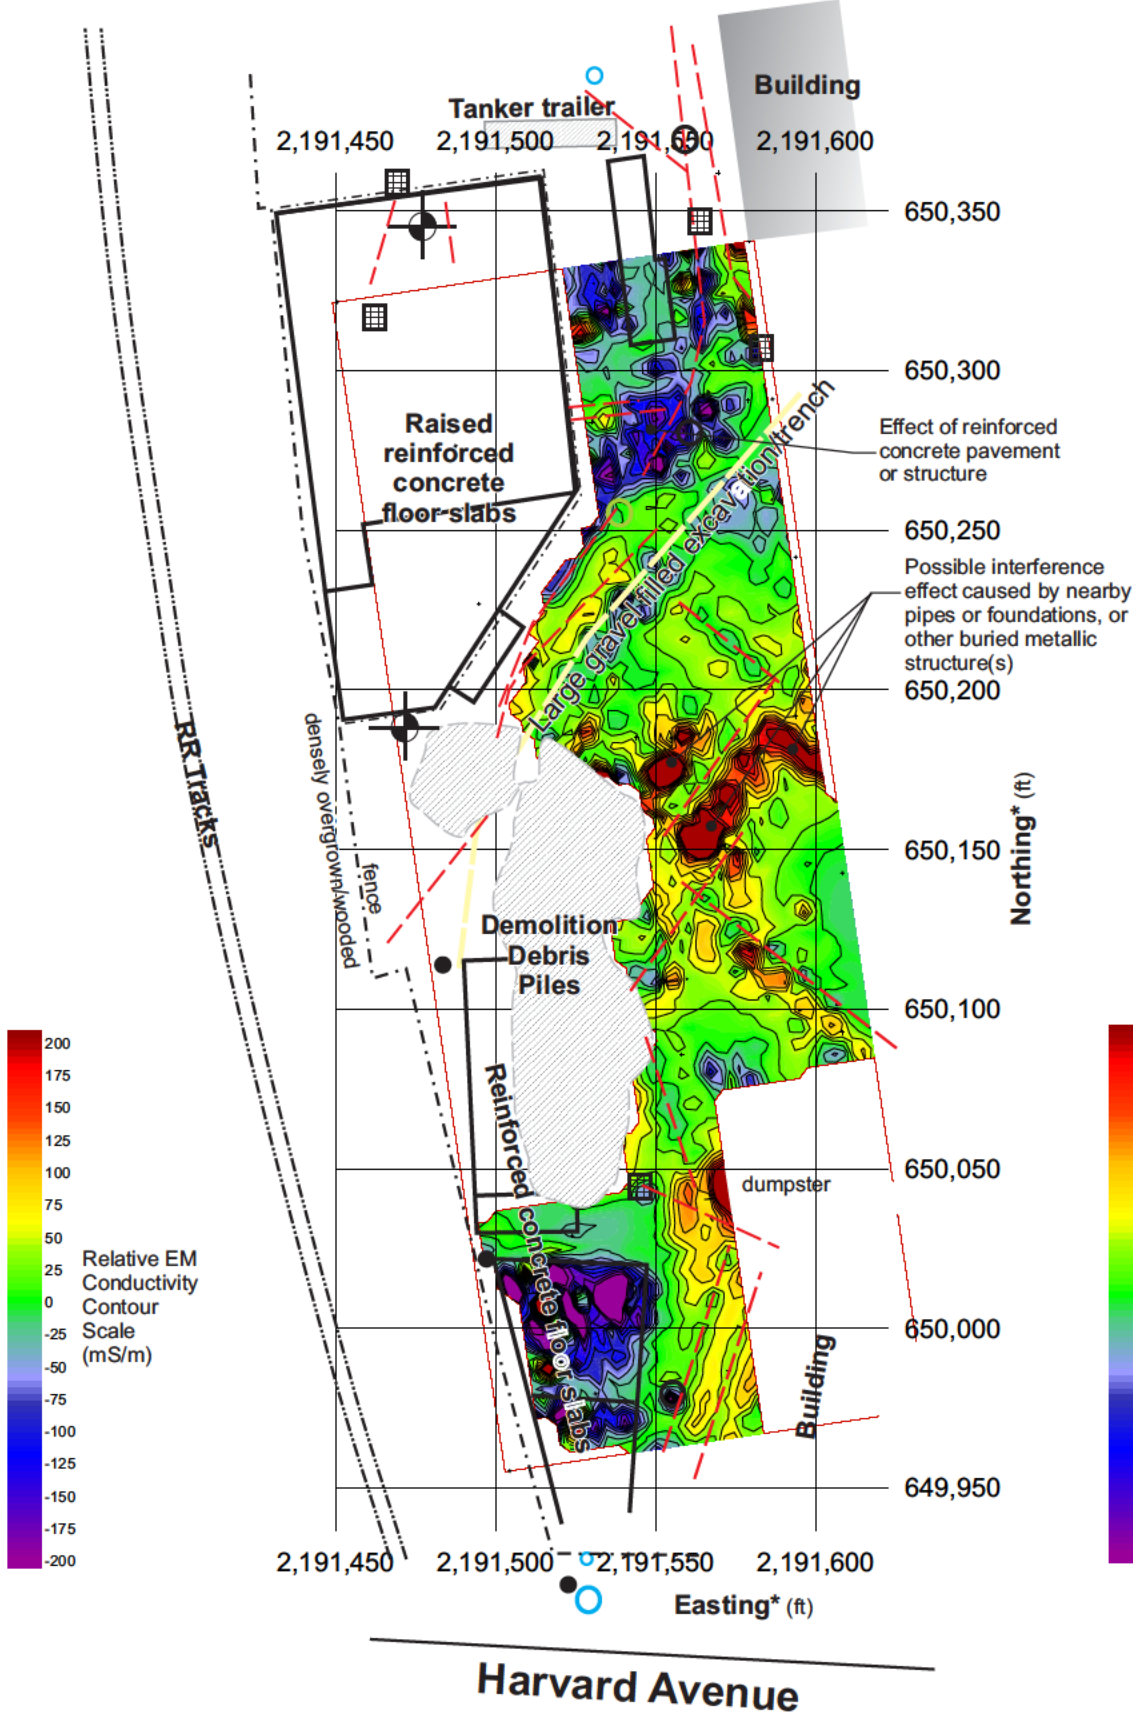 Building
Tanker trailer
2,191,450
2,191,500
2,191,550
2,191,600
650,350
650,300
Raised
reinforced
concrete
floor slabs
Effect of reinforced
concrete pavement
or structure
Large gravel filled excavation/trench
650,250
Possible interference
effect caused by nearby
pipes or foundations, or
other buried metallic
structure(s)
650,200
RR Tracks
densely overgrown/wooded
fence
650,150
Northing* (ft)
Demolition
Debris
Piles
650,100
Reinforced concrete floor slabs
650,050
dumpster
200
175
150
125
100
75
50
25
0
-25
-50
-75
-100
-125
-150
-175
-200
Relative EM
Conductivity
Contour
Scale
(mS/m)
650,000
Building
649,950
2,191,450
2,191,500
2,191,550
2,191,600
Easting* (ft)
Harvard Avenue